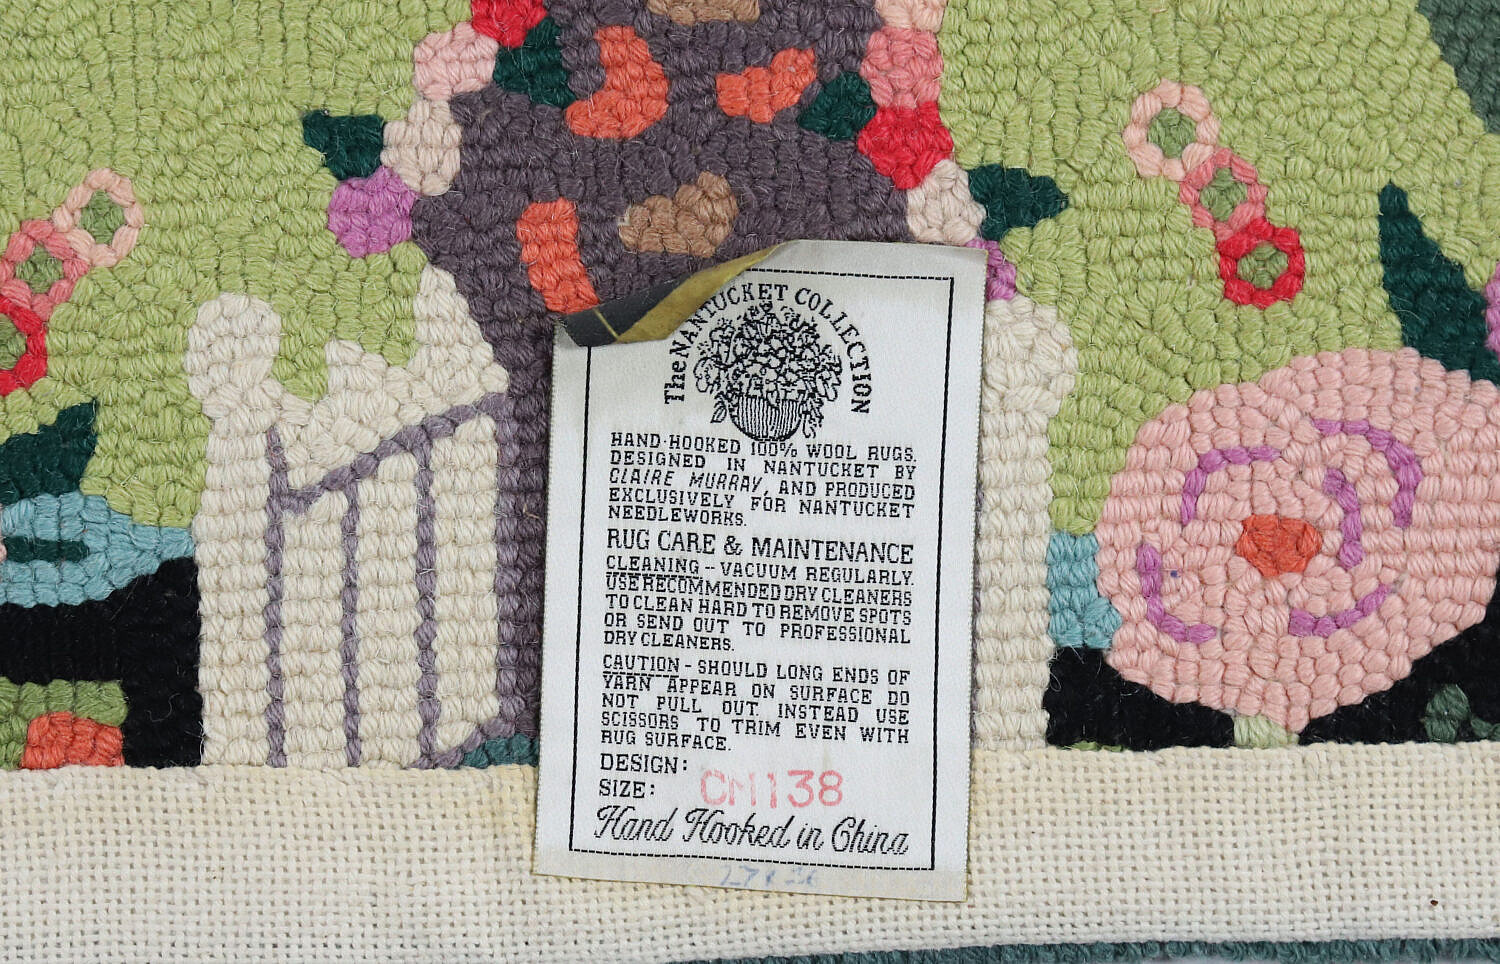 The NANTUCKET COLLECTION
HAND-HOOKED 100% WOOL RUGS.
DESIGNED IN NANTUCKET BY
CLAIRE MURRAY, AND PRODUCED
EXCLUSIVELY FOR NANTUCKET
NEEDLEWORKS.
RUG CARE & MAINTENANCE
CLEANING -- VACUUM REGULARLY.
USE RECOMMENDED DRY CLEANERS
TO CLEAN HARD TO REMOVE SPOTS
OR SEND OUT TO PROFESSIONAL
DRY CLEANERS.
CAUTION - SHOULD LONG ENDS OF
YARN APPEAR ON SURFACE DO
NOT PULL OUT, INSTEAD USE
SCISSORS TO TRIM EVEN WITH
RUG SURFACE.
DESIGN:
SIZE: CM138
Hand Hooked in China